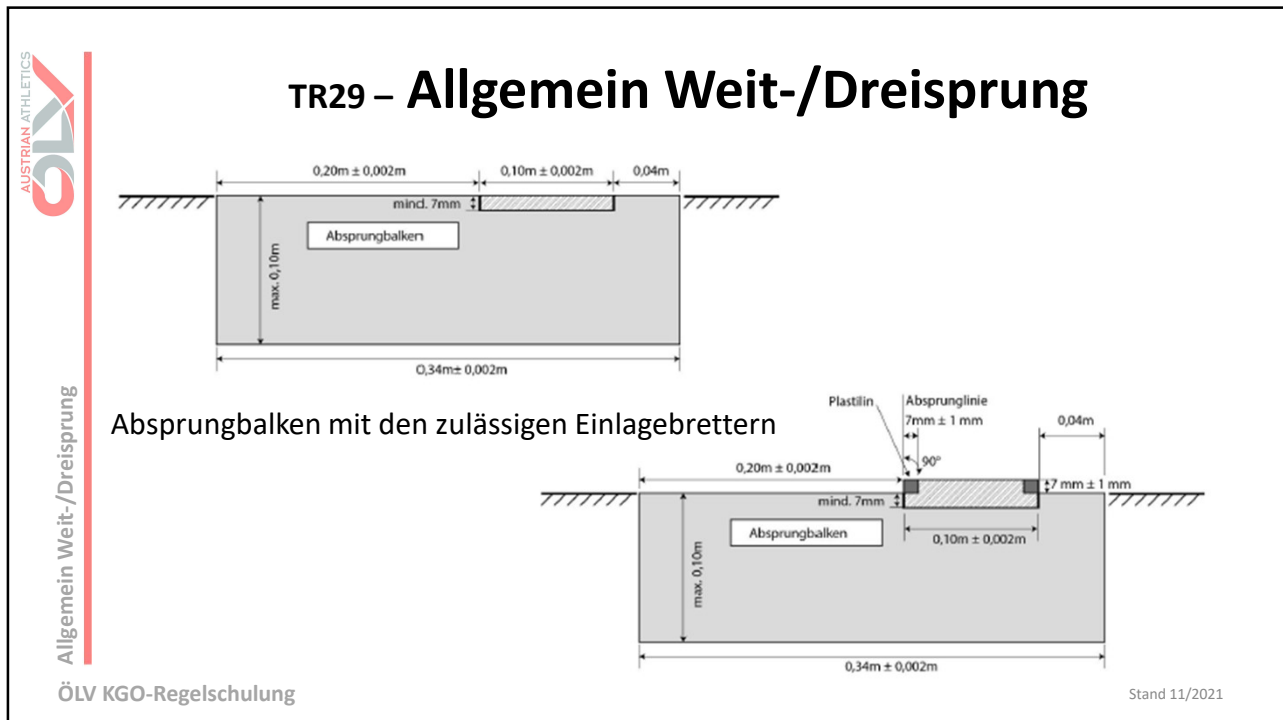 AUSTRIAN ATHLETICS
ÖLV
TR29 – Allgemein Weit-/Dreisprung
0,20m ± 0,002m
0,10m ± 0,002m
0,04m
mind. 7mm
Absprungbalken
max. 0,10m
0,34m± 0,002m
Absprungbalken mit den zulässigen Einlagebrettern
Plastilin
Absprunglinie
7mm ± 1 mm
0,04m
90°
0,20m ± 0,002m
7 mm ± 1 mm
mind. 7mm
Absprungbalken
0,10m ± 0,002m
max. 0,10m
0,34m ± 0,002m
Allgemein Weit-/Dreisprung
ÖLV KGO-Regelschulung
Stand 11/2021